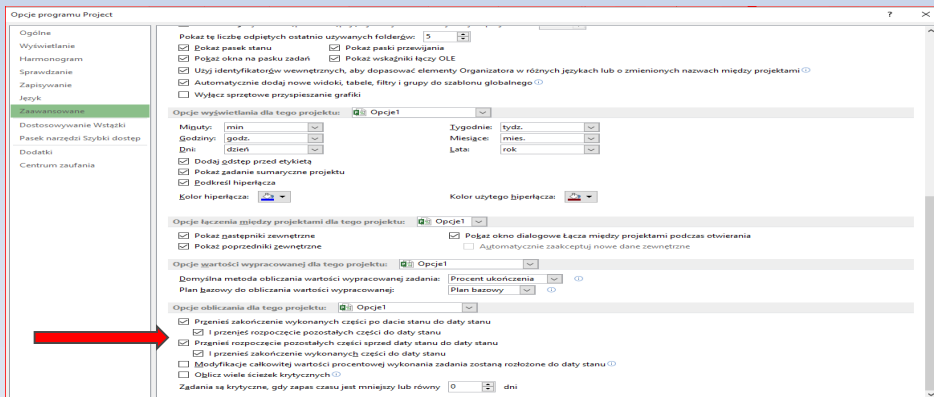 Opcje programu Project ? ×
Ogólne
Wyświetlanie
Harmonogram
Sprawdzanie
Zapisywanie
Język
Zaawansowane
Dostosowywanie Wstążki
Pasek narzędzi Szybki dostęp
Dodatki
Centrum zaufania
Pokaż tę liczbę odpiętych ostatnio używanych folderów: 5
Pokaż pasek stanu Pokaż paski przewijania
Pokaż okna na pasku zadań Pokaż wskaźniki łączy OLE
Użyj identyfikatorów wewnętrznych, aby dopasować elementy Organizatora w różnych językach lub o zmienionych nazwach między projektami
Automatycznie dodaj nowe widoki, tabele, filtry i grupy do szablonu globalnego
Wyłącz sprzętowe przyspieszanie grafiki
Opcje wyświetlania dla tego projektu: Opcje1
Minuty: min Tygodnie: tydz.
Godziny: godz. Miesiące: mies.
Dni: dzień Lata: rok
Dodaj odstęp przed etykietą
Pokaż zadanie sumaryczne projektu
Podkreśl hiperłącza
Kolor hiperłącza: Kolor użytego hiperłącza:
Opcje łączenia między projektami dla tego projektu: Opcje1
Pokaż następniki zewnętrzne Pokaż okno dialogowe Łącza między projektami podczas otwierania
Pokaż poprzedniki zewnętrzne Automatycznie zaakceptuj nowe dane zewnętrzne
Opcje wartości wypracowanej dla tego projektu: Opcje1
Domyślna metoda obliczania wartości wypracowanej zadania: Procent ukończenia
Plan bazowy do obliczania wartości wypracowanej: Plan bazowy
Opcje obliczania dla tego projektu: Opcje1
Przenieś zakończenie wykonanych części po dacie stanu do daty stanu
I przenieś rozpoczęcie pozostałych części do daty stanu
Przenieś rozpoczęcie pozostałych części sprzed daty stanu do daty stanu
I przenieś zakończenie wykonanych części do daty stanu
Modyfikacje całkowitej wartości procentowej wykonania zadania zostaną rozłożone do daty stanu
Oblicz wiele ścieżek krytycznych
Zadania są krytyczne, gdy zapas czasu jest mniejszy lub równy 0 dni